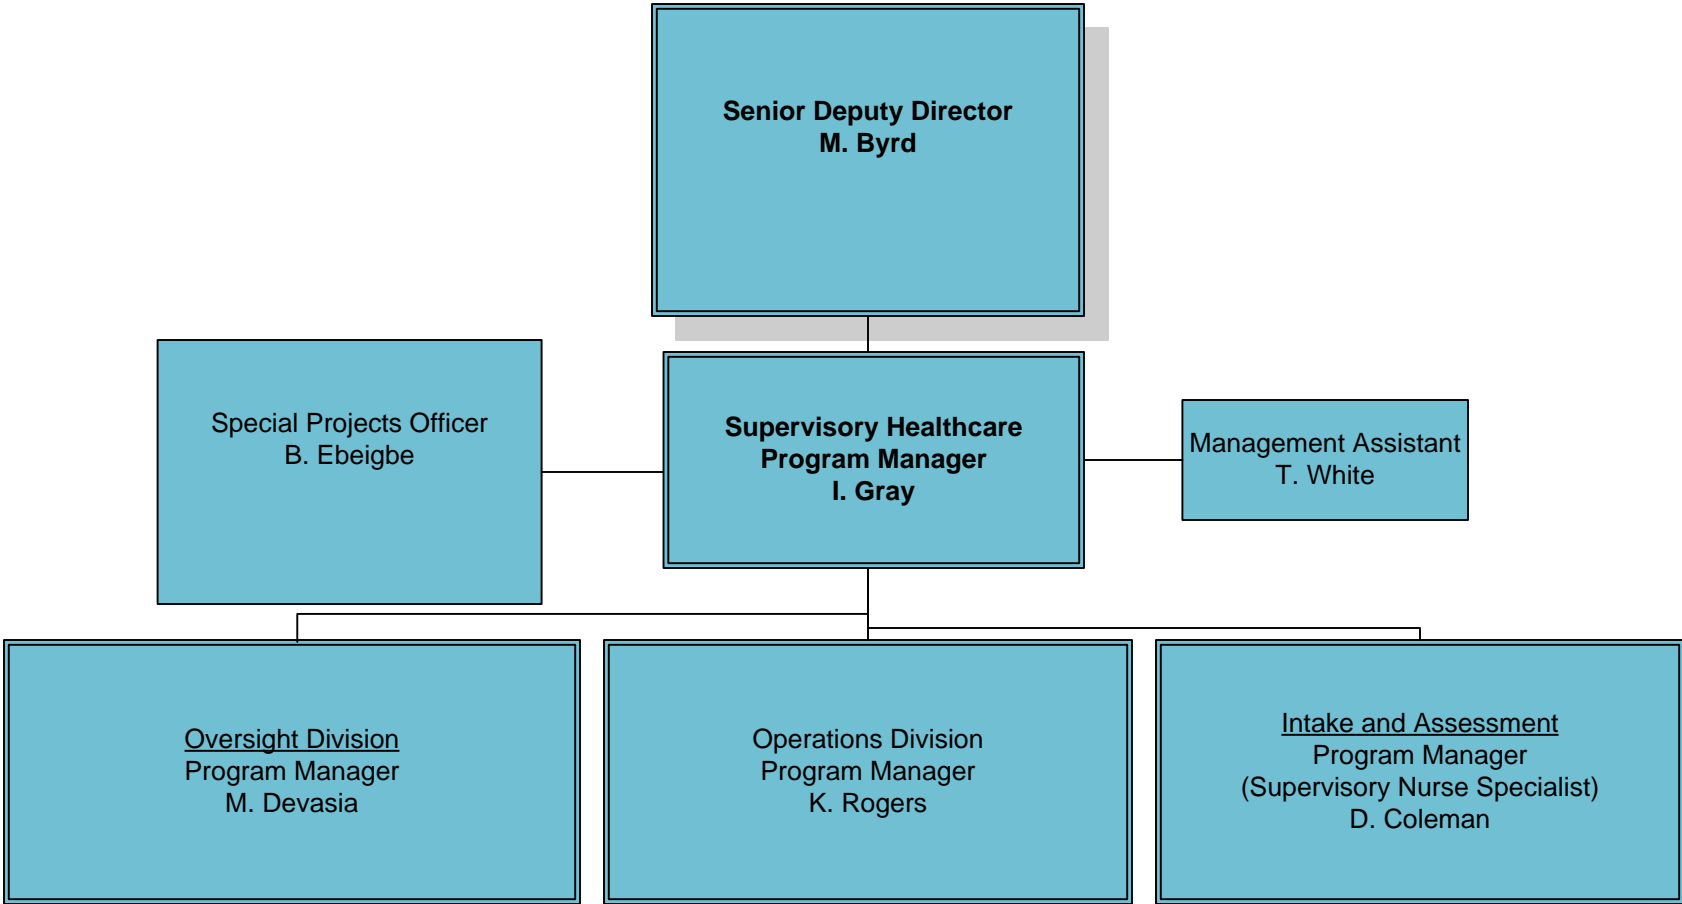 Senior Deputy Director
M. Byrd
Special Projects Officer
B. Ebeigbe
Supervisory Healthcare
Program Manager
I. Gray
Management Assistant
T. White
Oversight Division
Program Manager
M. Devasia
Operations Division
Program Manager
K. Rogers
Intake and Assessment
Program Manager
(Supervisory Nurse Specialist)
D. Coleman